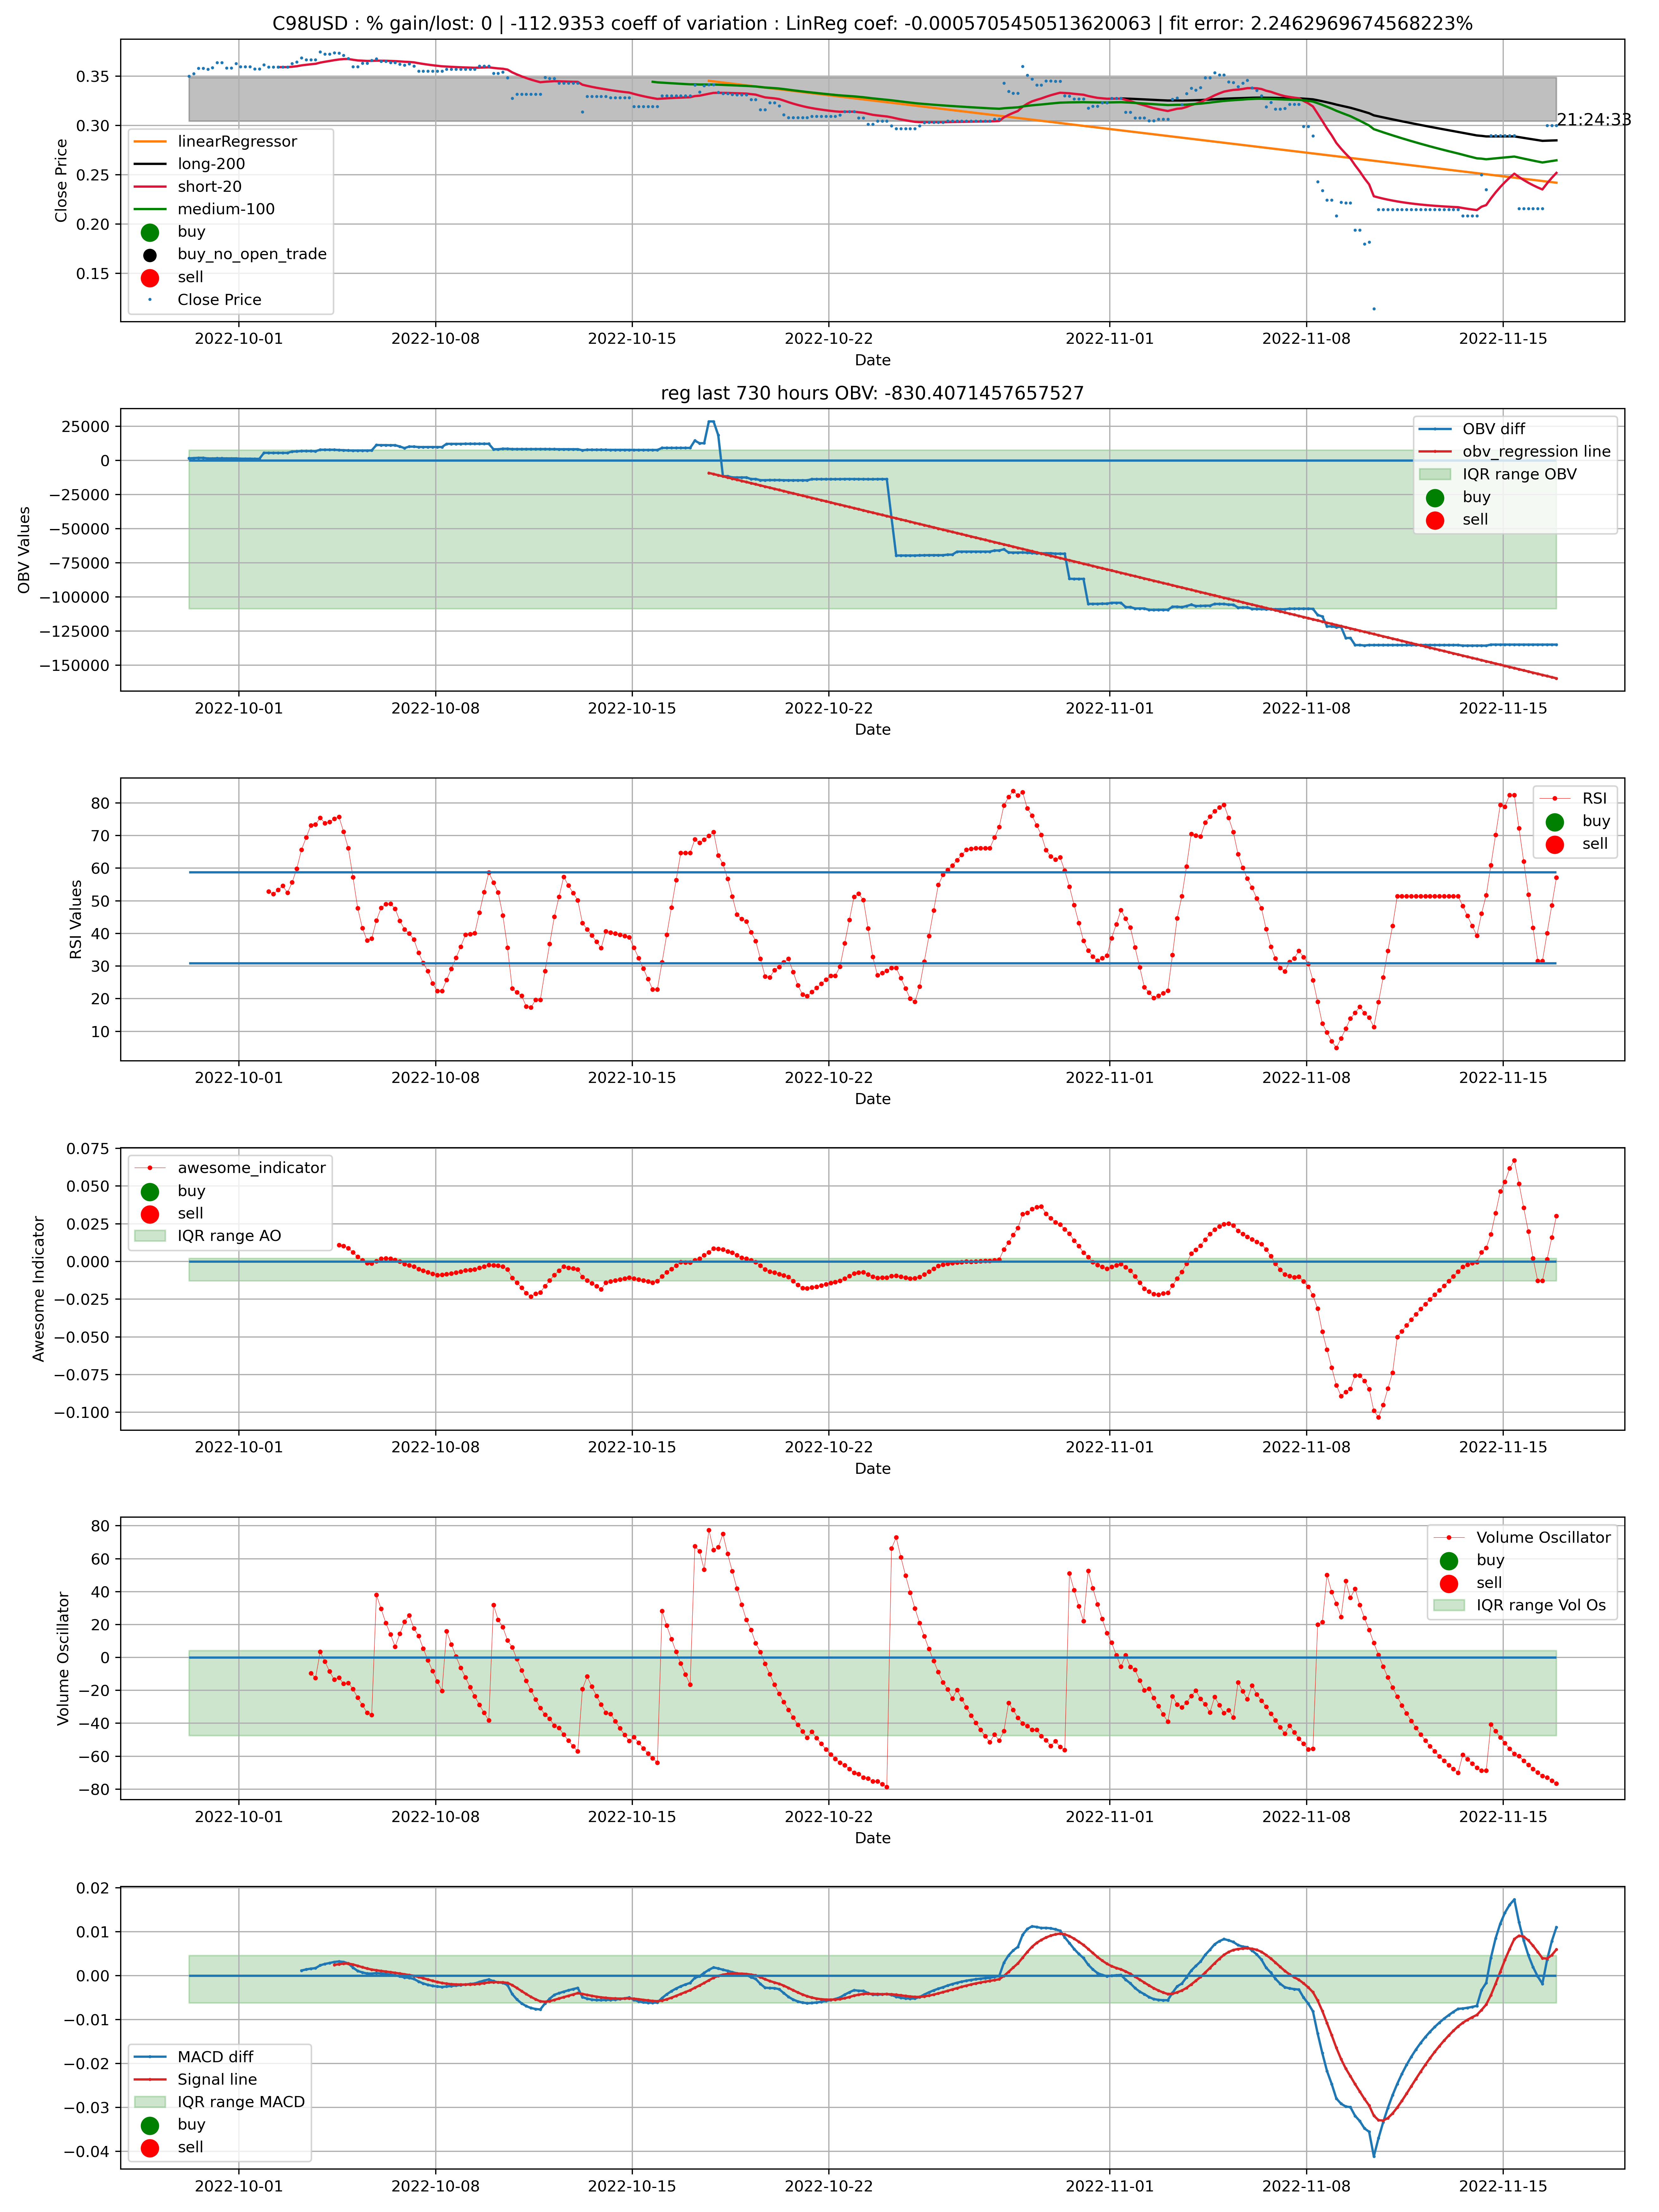 C98USD : % gain/lost: 0 | -112.9353 coeff of variation : LinReg coef: -0.0005705450513620063 | fit error: 2.2462969674568223%
Close Price
0.35
0.30
0.25
0.20
0.15
linearRegressor
long-200
short-20
medium-100
buy
buy_no_open_trade
sell
Close Price
21:24:33
2022-10-01 2022-10-08 2022-10-15 2022-10-22 2022-11-01 2022-11-08 2022-11-15
Date
reg last 730 hours OBV: -830.4071457657527
OBV Values
25000
0
−25000
−50000
−75000
−100000
−125000
−150000
OBV diff
obv_regression line
IQR range OBV
buy
sell
2022-10-01 2022-10-08 2022-10-15 2022-10-22 2022-11-01 2022-11-08 2022-11-15
Date
RSI Values
80
70
60
50
40
30
20
10
RSI
buy
sell
2022-10-01 2022-10-08 2022-10-15 2022-10-22 2022-11-01 2022-11-08 2022-11-15
Date
Awesome Indicator
0.075
0.050
0.025
0.000
−0.025
−0.050
−0.075
−0.100
awesome_indicator
buy
sell
IQR range AO
2022-10-01 2022-10-08 2022-10-15 2022-10-22 2022-11-01 2022-11-08 2022-11-15
Date
Volume Oscillator
80
60
40
20
0
−20
−40
−60
−80
Volume Oscillator
buy
sell
IQR range Vol Os
2022-10-01 2022-10-08 2022-10-15 2022-10-22 2022-11-01 2022-11-08 2022-11-15
Date
0.02
0.01
0.00
−0.01
−0.02
−0.03
−0.04
MACD diff
Signal line
IQR range MACD
buy
sell
2022-10-01 2022-10-08 2022-10-15 2022-10-22 2022-11-01 2022-11-08 2022-11-15